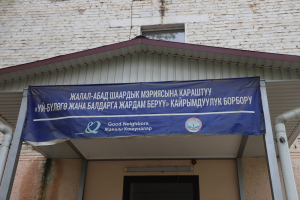 ЖАЛАЛ-АБАД ШААРДЫК МЭРИЯСЫНА КАРАШТУУ
«ҮЙ-БҮЛӨГӨ ЖАНА БАЛДАРГА ЖАРДАМ БЕРҮҮ» КАЙРЫМДУУЛУК БОРБОРУ
Good Neighbors
Жакшы Кошуналар